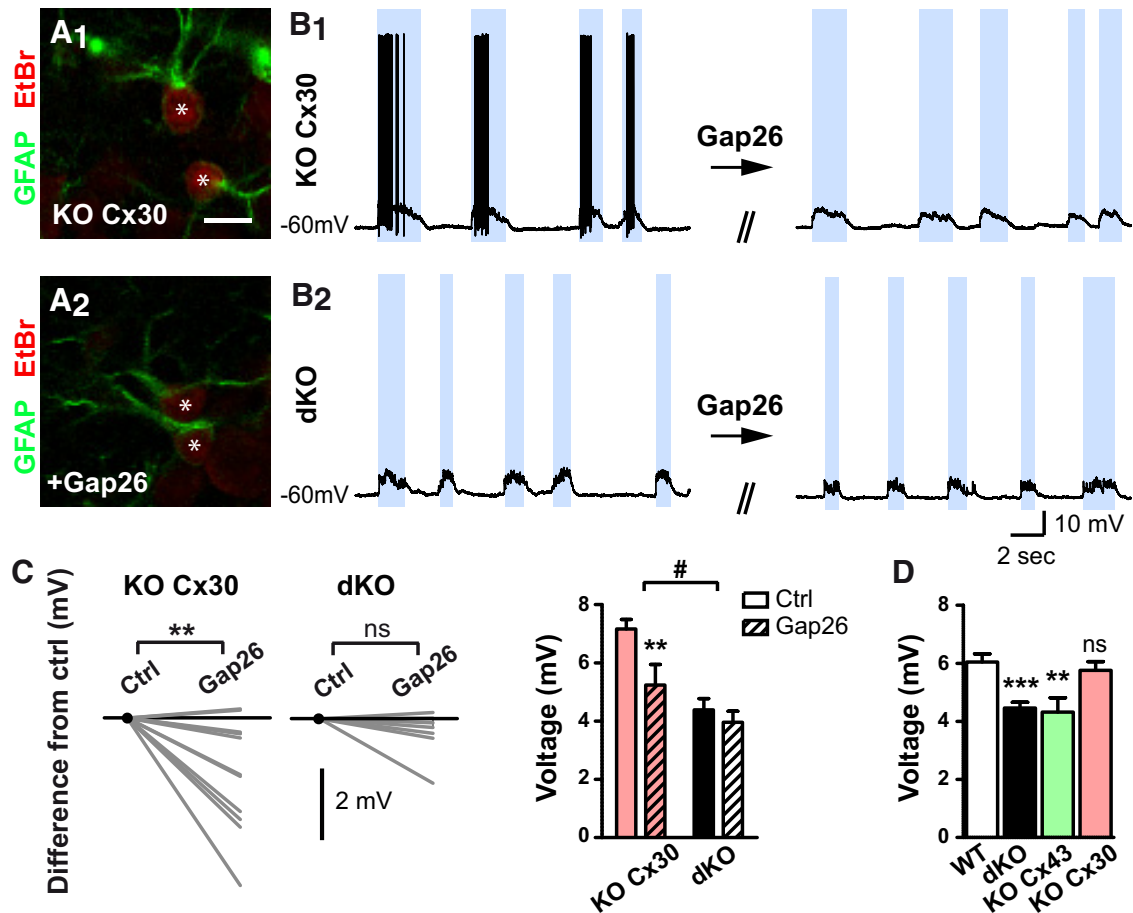 A1
GFAP EtBr
* *
KO Cx30
B1
KO Cx30
-60mV
Gap26
//
A2
GFAP EtBr
* *
+Gap26
B2
dKO
-60mV
Gap26
//
10 mV
2 sec
C
Difference from ctrl (mV)
KO Cx30
**
Ctrl Gap26
dKO
ns
Ctrl Gap26
2 mV
Voltage (mV)
8
6
4
2
0
#
**
Ctrl
Gap26
KO Cx30 dKO
D
Voltage (mV)
8
6
4
2
0
*** ** ns
WT dKO KO Cx43 KO Cx30